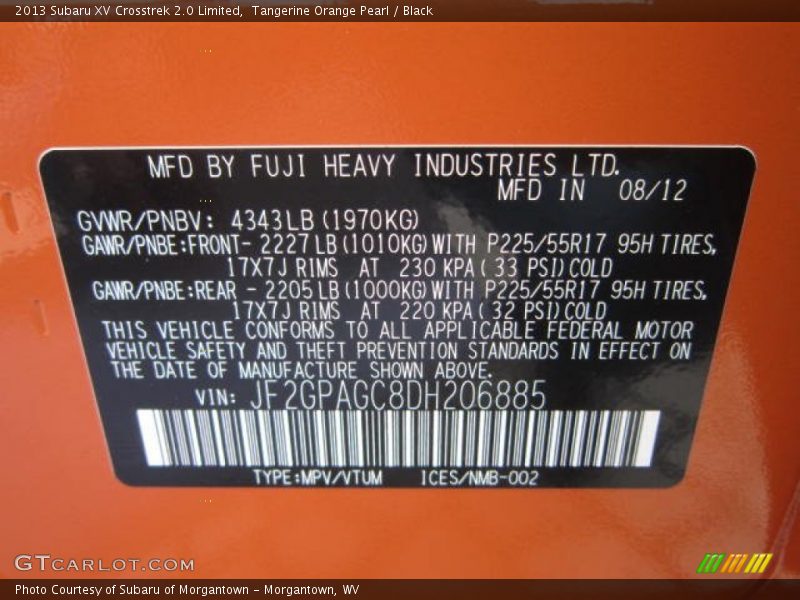 2013 Subaru XV Crosstrek 2.0 Limited,  Tangerine Orange Pearl / Black
MFD BY FUJI HEAVY INDUSTRIES LTD.
MFD IN 08/12
GVWR/PNBV: 4343LB (1970KG)
GAWR/PNBE:FRONT- 2227 LB (1010KG) WITH P225/55R17 95H TIRES,
17X7J RIMS AT 230 KPA ( 33 PSI) COLD
GAWR/PNBE:REAR - 2205 LB (1000KG) WITH P225/55R17 95H TIRES,
17X7J RIMS AT 220 KPA ( 32 PSI) COLD
THIS VEHICLE CONFORMS TO ALL APPLICABLE FEDERAL MOTOR
VEHICLE SAFETY AND THEFT PREVENTION STANDARDS IN EFFECT ON
THE DATE OF MANUFACTURE SHOWN ABOVE.
VIN: JF2GPAGC8DH206885
TYPE:MPV/VTUM ICES/NMB-002
GTCARLOT.COM
Photo Courtesy of Subaru of Morgantown - Morgantown, WV